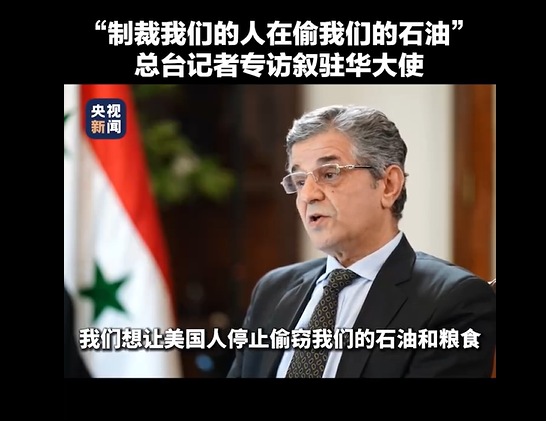 “制裁我们的人在偷我们的石油”
总台记者专访叙驻华大使
央视
新闻
我们想让美国人停止偷窃我们的石油和粮食